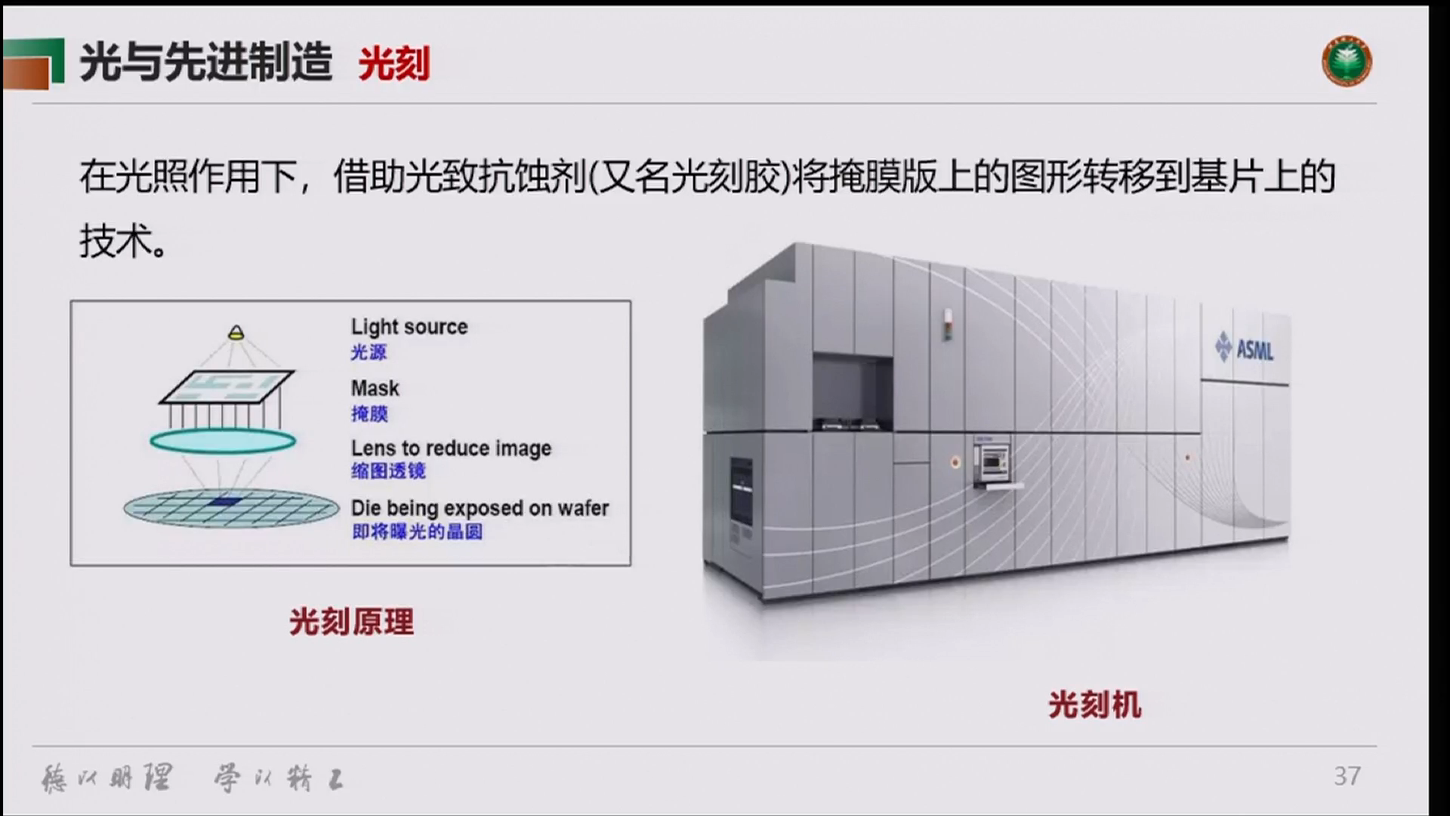 光与先进制造 光刻
在光照作用下，借助光致抗蚀剂(又名光刻胶)将掩膜版上的图形转移到基片上的
技术。
Light source
光源
Mask
掩膜
Lens to reduce image
缩图透镜
Die being exposed on wafer
即将曝光的晶圆
光刻原理
ASML
光刻机
德以明理 学以精工
37